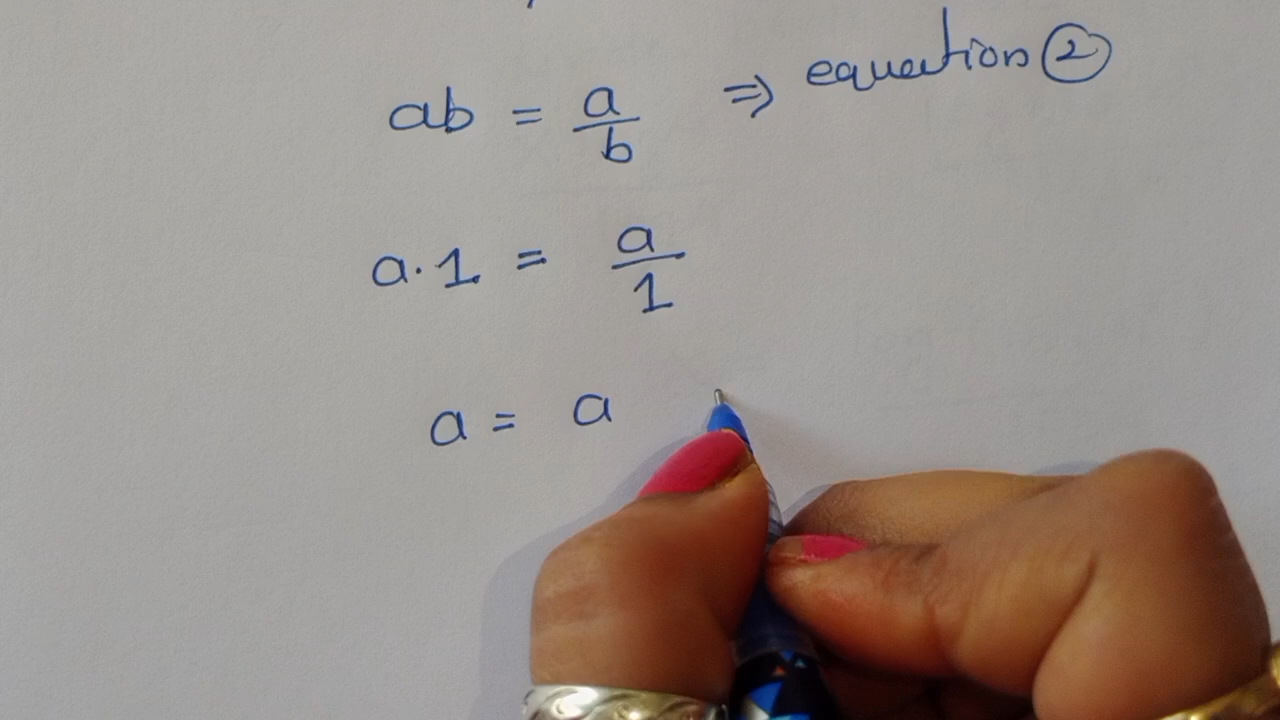 ab = a/b ⇒ equation ②
a·1 = a/1
a = a